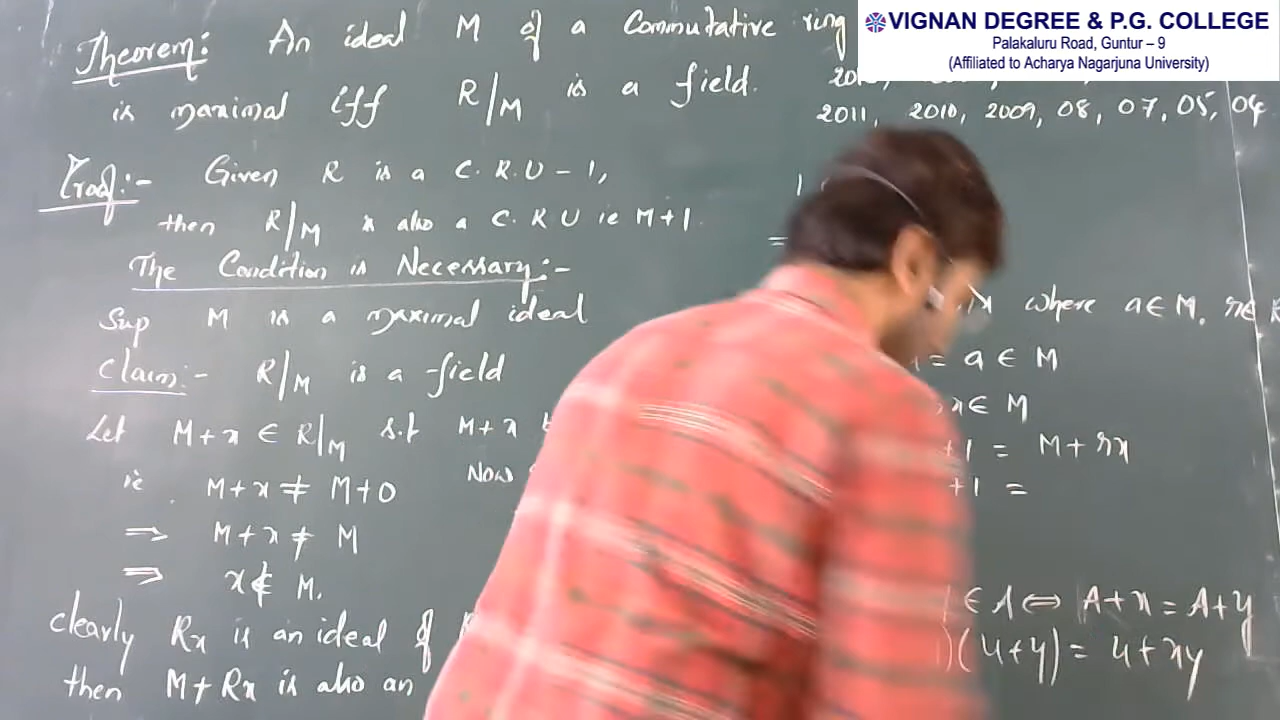 VIGNAN DEGREE & P.G. COLLEGE
Palakaluru Road, Guntur – 9
(Affiliated to Acharya Nagarjuna University)
Theorem: An ideal M of a Commutative ring
is maximal iff R/M is a field.
2011, 2010, 2009, 08, 07, 05, 04
Proof:- Given R is a C.R.U - 1,
then R/M is also a C.R.U ie M+1.
The Condition is Necessary:-
Sup M is a maximal ideal
Claim:- R/M is a field
Let M+x ∈ R/M s.t M+x
ie. M+x ≠ M+0
⇒ M+x ≠ M
⇒ x ∉ M.
clearly Rx is an ideal of
then M+Rx is also an
Now
1
=
where a∈M, r∈R
= a ∈ M
x ∈ M
+1 = M+rx
+1 =
∈ A ⇔ A+x = A+y
)(u+y) = u+xy